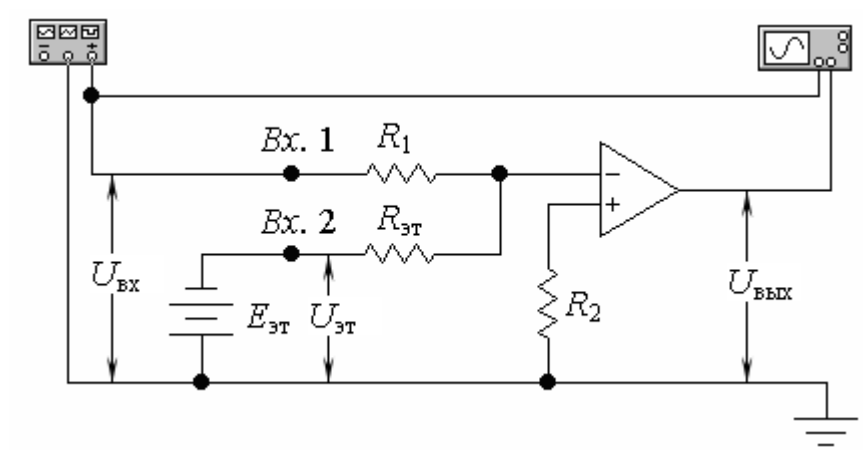 Вх. 1
R₁
Вх. 2
Rэт
Uвх
Eэт
Uэт
R₂
Uвых